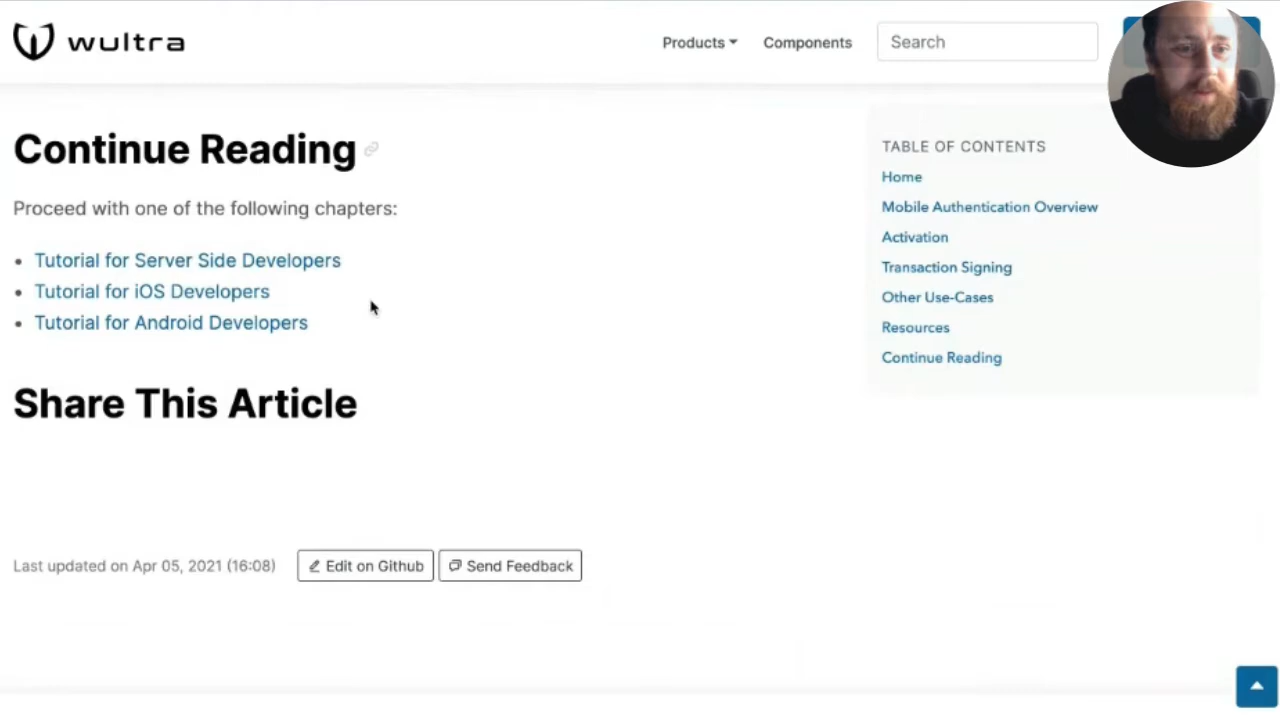 wultra
Products
Components
Search
Continue Reading
Proceed with one of the following chapters:
Tutorial for Server Side Developers
Tutorial for iOS Developers
Tutorial for Android Developers
Share This Article
Last updated on Apr 05, 2021 (16:08)
Edit on Github
Send Feedback
TABLE OF CONTENTS
Home
Mobile Authentication Overview
Activation
Transaction Signing
Other Use-Cases
Resources
Continue Reading